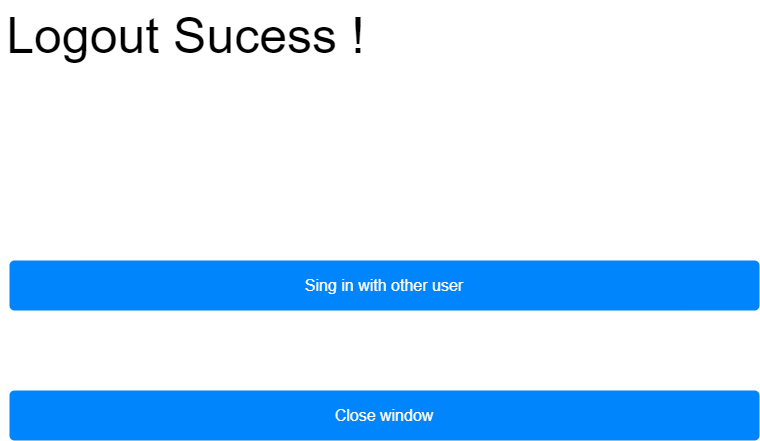 Logout Sucess !
Sing in with other user
Close window